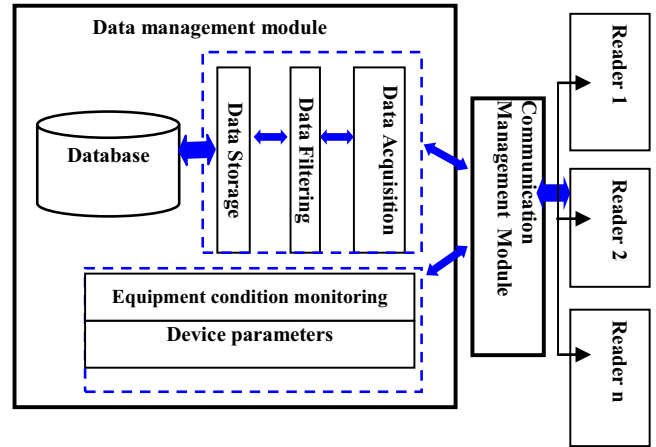 Data management module
Database
Data Storage
Data Filtering
Data Acquisition
Equipment condition monitoring
Device parameters
Communication
Management Module
Reader 1
Reader 2
Reader n